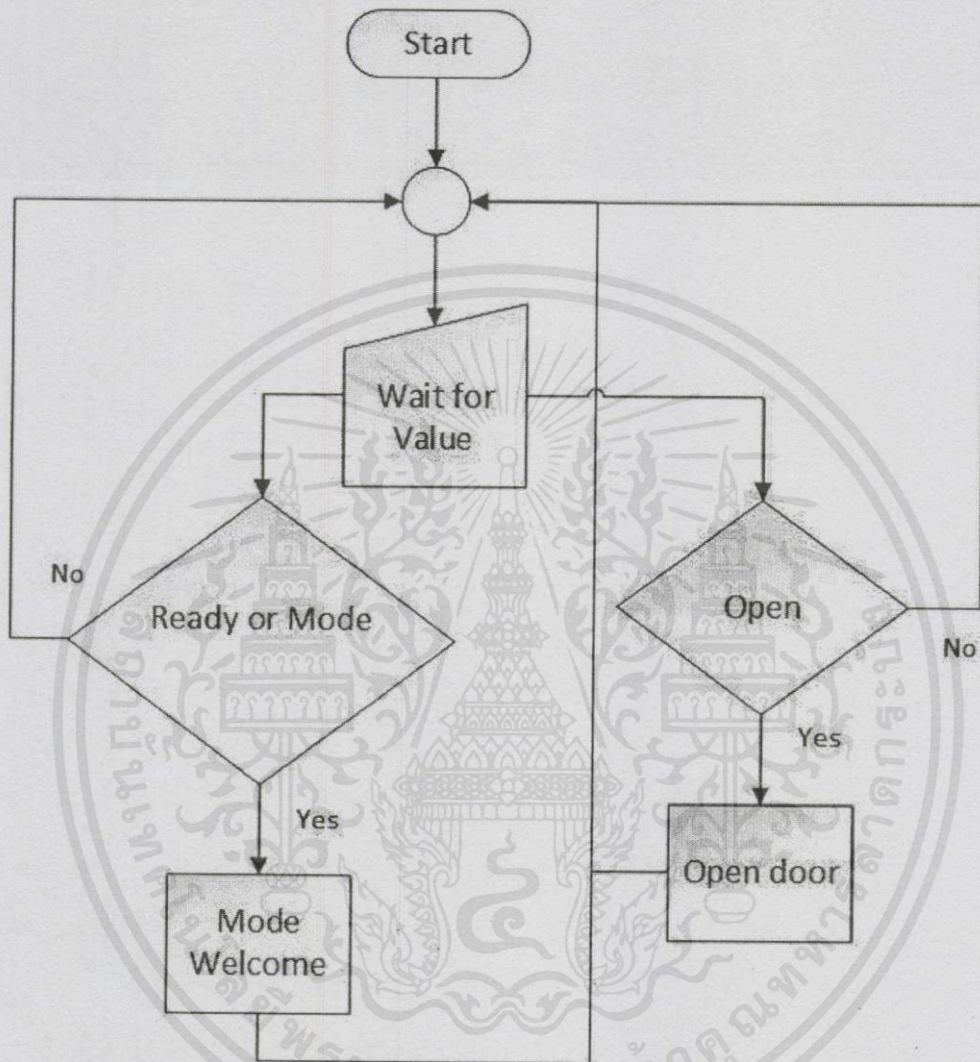 Start
Wait for
Value
No
Ready or Mode
Open
No
Yes
Yes
Open door
Mode
Welcome